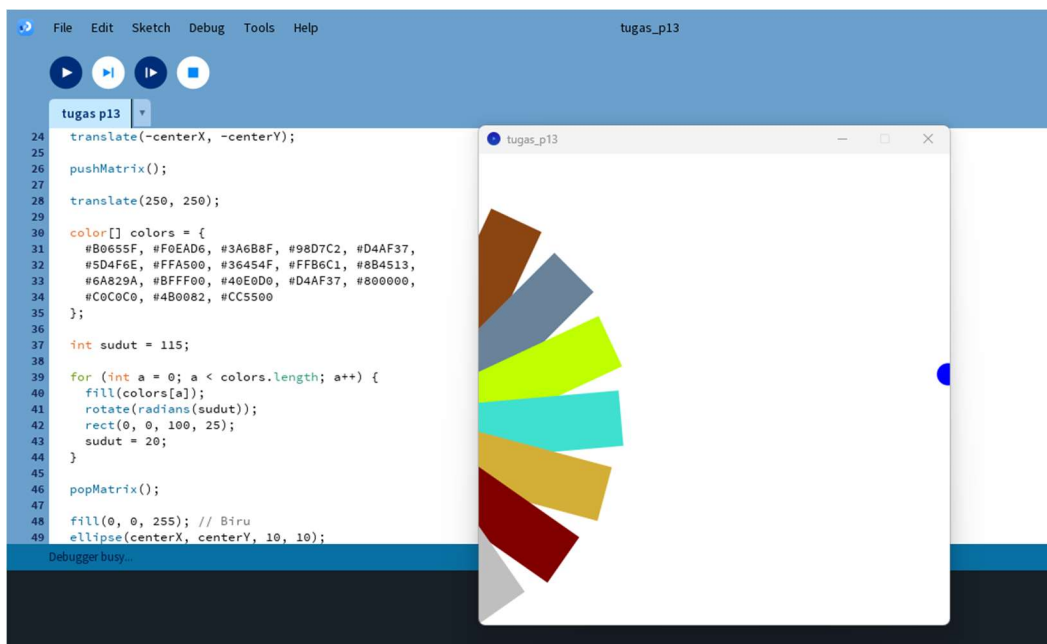 File Edit Sketch Debug Tools Help tugas_p13
tugas p13
24 translate(-centerX, -centerY);
25
26 pushMatrix();
27
28 translate(250, 250);
29
30 color[] colors = {
31 #B0655F, #F0EAD6, #3A6B8F, #98D7C2, #D4AF37,
32 #5D4F6E, #FFA500, #36454F, #FFB6C1, #8B4513,
33 #6A829A, #BFFF00, #40E0D0, #D4AF37, #800000,
34 #C0C0C0, #4B0082, #CC5500
35 };
36
37 int sudut = 115;
38
39 for (int a = 0; a < colors.length; a++) {
40 fill(colors[a]);
41 rotate(radians(sudut));
42 rect(0, 0, 100, 25);
43 sudut = 20;
44 }
45
46 popMatrix();
47
48 fill(0, 0, 255); // Biru
49 ellipse(centerX, centerY, 10, 10);
Debugger busy...
tugas_p13